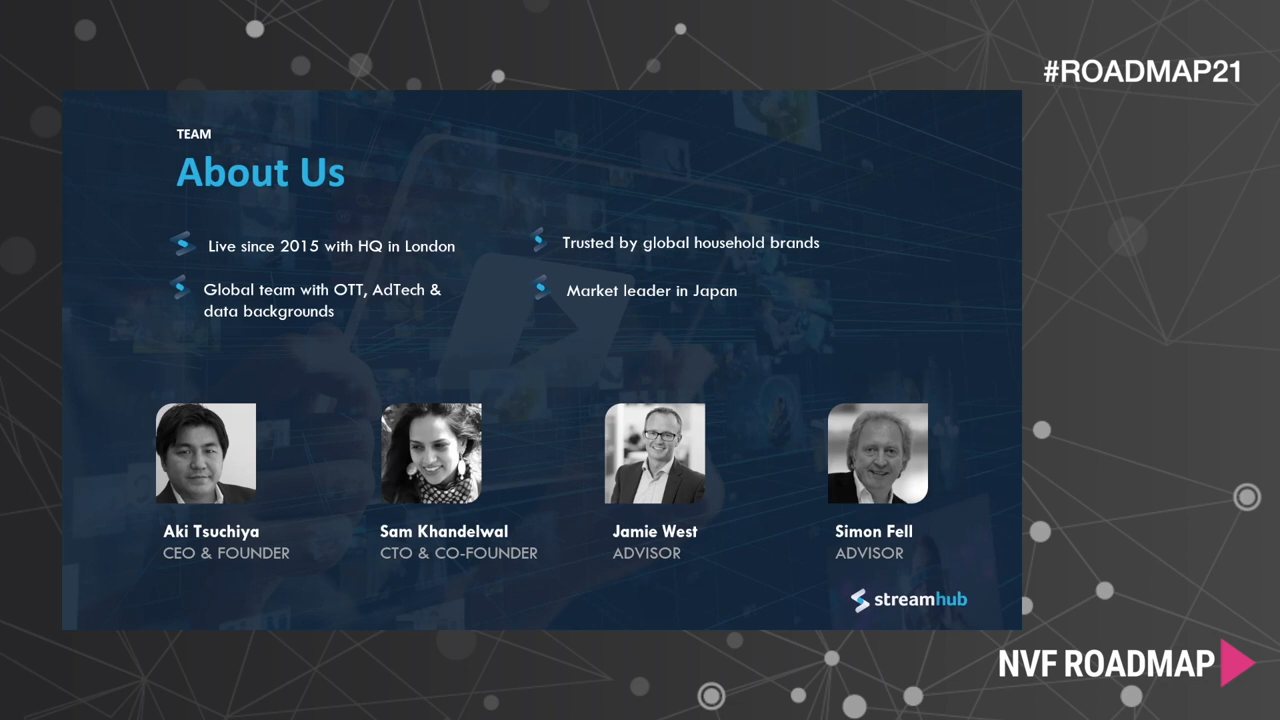 #ROADMAP21
TEAM
About Us
Live since 2015 with HQ in London
Global team with OTT, AdTech &
data backgrounds
Trusted by global household brands
Market leader in Japan
Aki Tsuchiya
CEO & FOUNDER
Sam Khandelwal
CTO & CO-FOUNDER
Jamie West
ADVISOR
Simon Fell
ADVISOR
streamhub
NVF ROADMAP